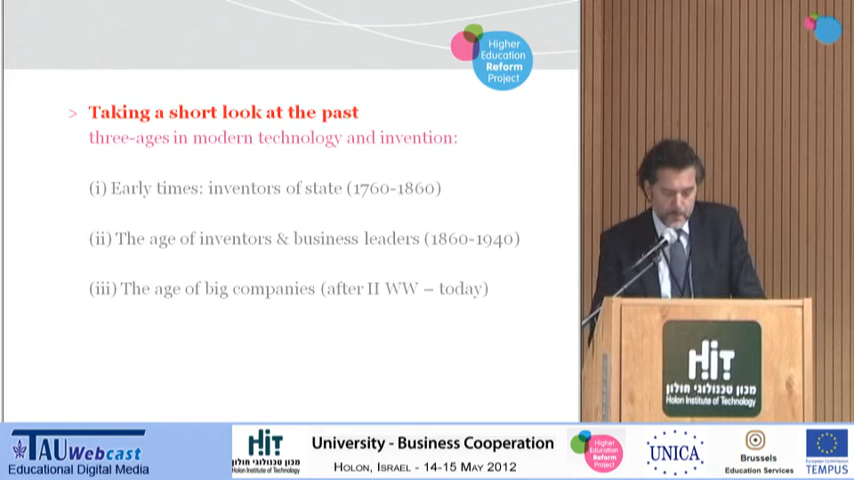 Higher
Education
Reform
Project
> Taking a short look at the past
three-ages in modern technology and invention:
(i) Early times: inventors of state (1760-1860)
(ii) The age of inventors & business leaders (1860-1940)
(iii) The age of big companies (after II WW – today)
HiT
מכון טכנולוגי חולון
Holon Institute of Technology
TAU Webcast
Educational Digital Media
HiT
מכון טכנולוגי חולון
Holon Institute of Technology
University - Business Cooperation
Holon, Israel - 14-15 May 2012
Higher
Education
Reform
Project
UNICA
Brussels
Education Services
European Commission
TEMPUS